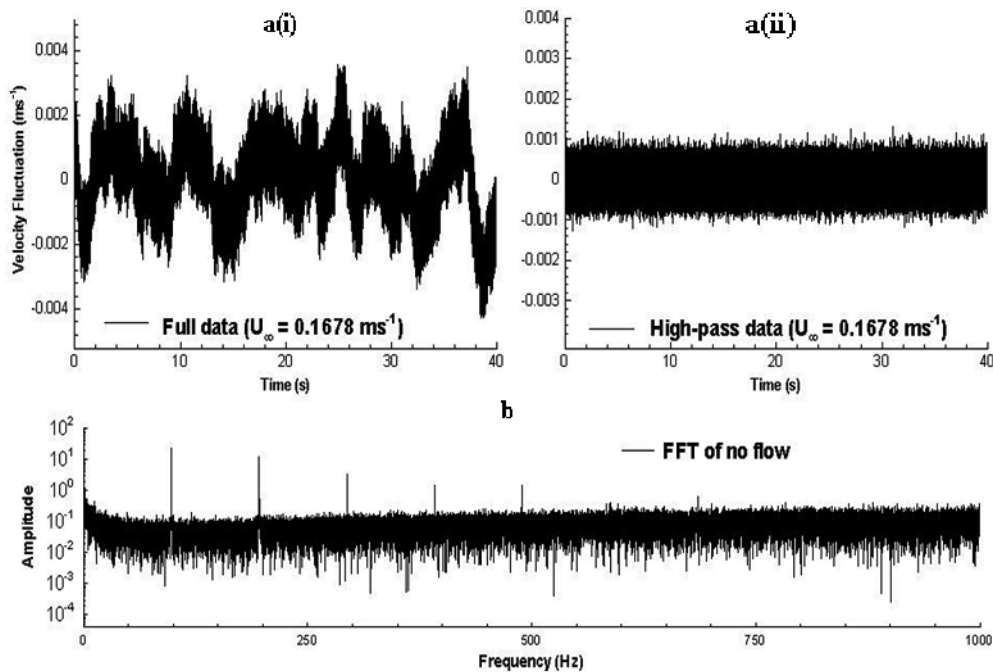 a(i)
0.004
0.002
0
-0.002
-0.004
Velocity Fluctuation (ms⁻¹)
Full data (U∞ = 0.1678 ms⁻¹)
0 10 20 30 40
Time (s)
a(ii)
0.004
0.003
0.002
0.001
0
-0.001
-0.002
-0.003
High-pass data (U∞ = 0.1678 ms⁻¹)
0 10 20 30 40
Time (s)
b
10²
10¹
10⁰
10⁻¹
10⁻²
10⁻³
10⁻⁴
Amplitude
FFT of no flow
0 250 500 750 1000
Frequency (Hz)